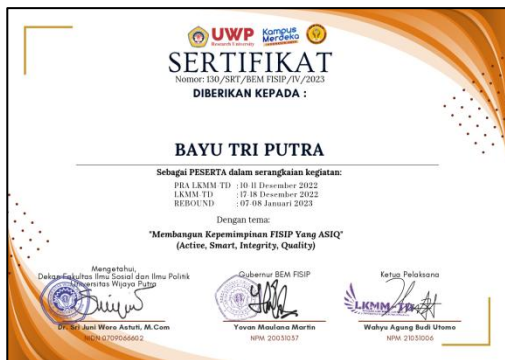 UWP
Research University
Kampus
Merdeka
SERTIFIKAT
Nomor: 130/SRT/BEM FISIP/IV/2023
DIBERIKAN KEPADA :
BAYU TRI PUTRA
Sebagai PESERTA dalam serangkaian kegiatan:
PRA LKMM-TD : 10-11 Desember 2022
LKMM-TD : 17-18 Desember 2022
REBOUND : 07-08 Januari 2023
Dengan tema:
"Membangun Kepemimpinan FISIP Yang ASIQ"
(Active, Smart, Integrity, Quality)
Mengetahui,
Dekan Fakultas Ilmu Sosial dan Ilmu Politik
Universitas Wijaya Putra
Dr. Sri Juni Woro Astuti, M.Com
NIDN 0709066602
Gubernur BEM FISIP
Yovan Maulana Martin
NPM 20031037
Ketua Pelaksana
LKMM-TD
Wahyu Agung Budi Utomo
NPM 21031006